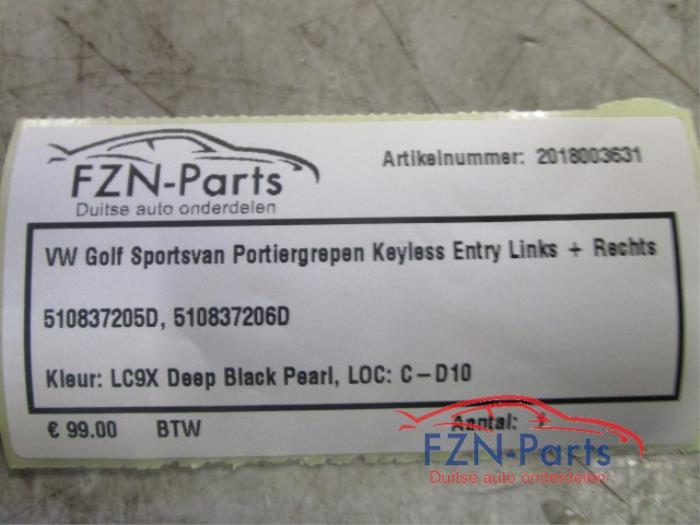 FZN-Parts
Duitse auto onderdelen
Artikelnummer: 2018003631
VW Golf Sportsvan Portiergrepen Keyless Entry Links + Rechts
510837205D, 510837206D
Kleur: LC9X Deep Black Pearl, LOC: C-D10
€ 99.00 BTW Aantal: 1
FZN-Parts
Duitse auto onderdelen